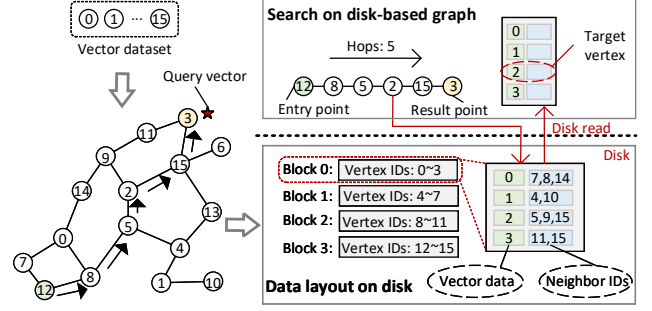 0 1 ... 15
Vector dataset
Query vector
3
11
6
9
15
14
2
13
5
0
4
7
8
12
1
10
Search on disk-based graph
Hops: 5
12 8 5 2 15 3
Entry point
Result point
0
1
2
3
Target
vertex
Disk read
Disk
Block 0: Vertex IDs: 0~3
Block 1: Vertex IDs: 4~7
Block 2: Vertex IDs: 8~11
Block 3: Vertex IDs: 12~15
0 7,8,14
1 4,10
2 5,9,15
3 11,15
Vector data
Neighbor IDs
Data layout on disk